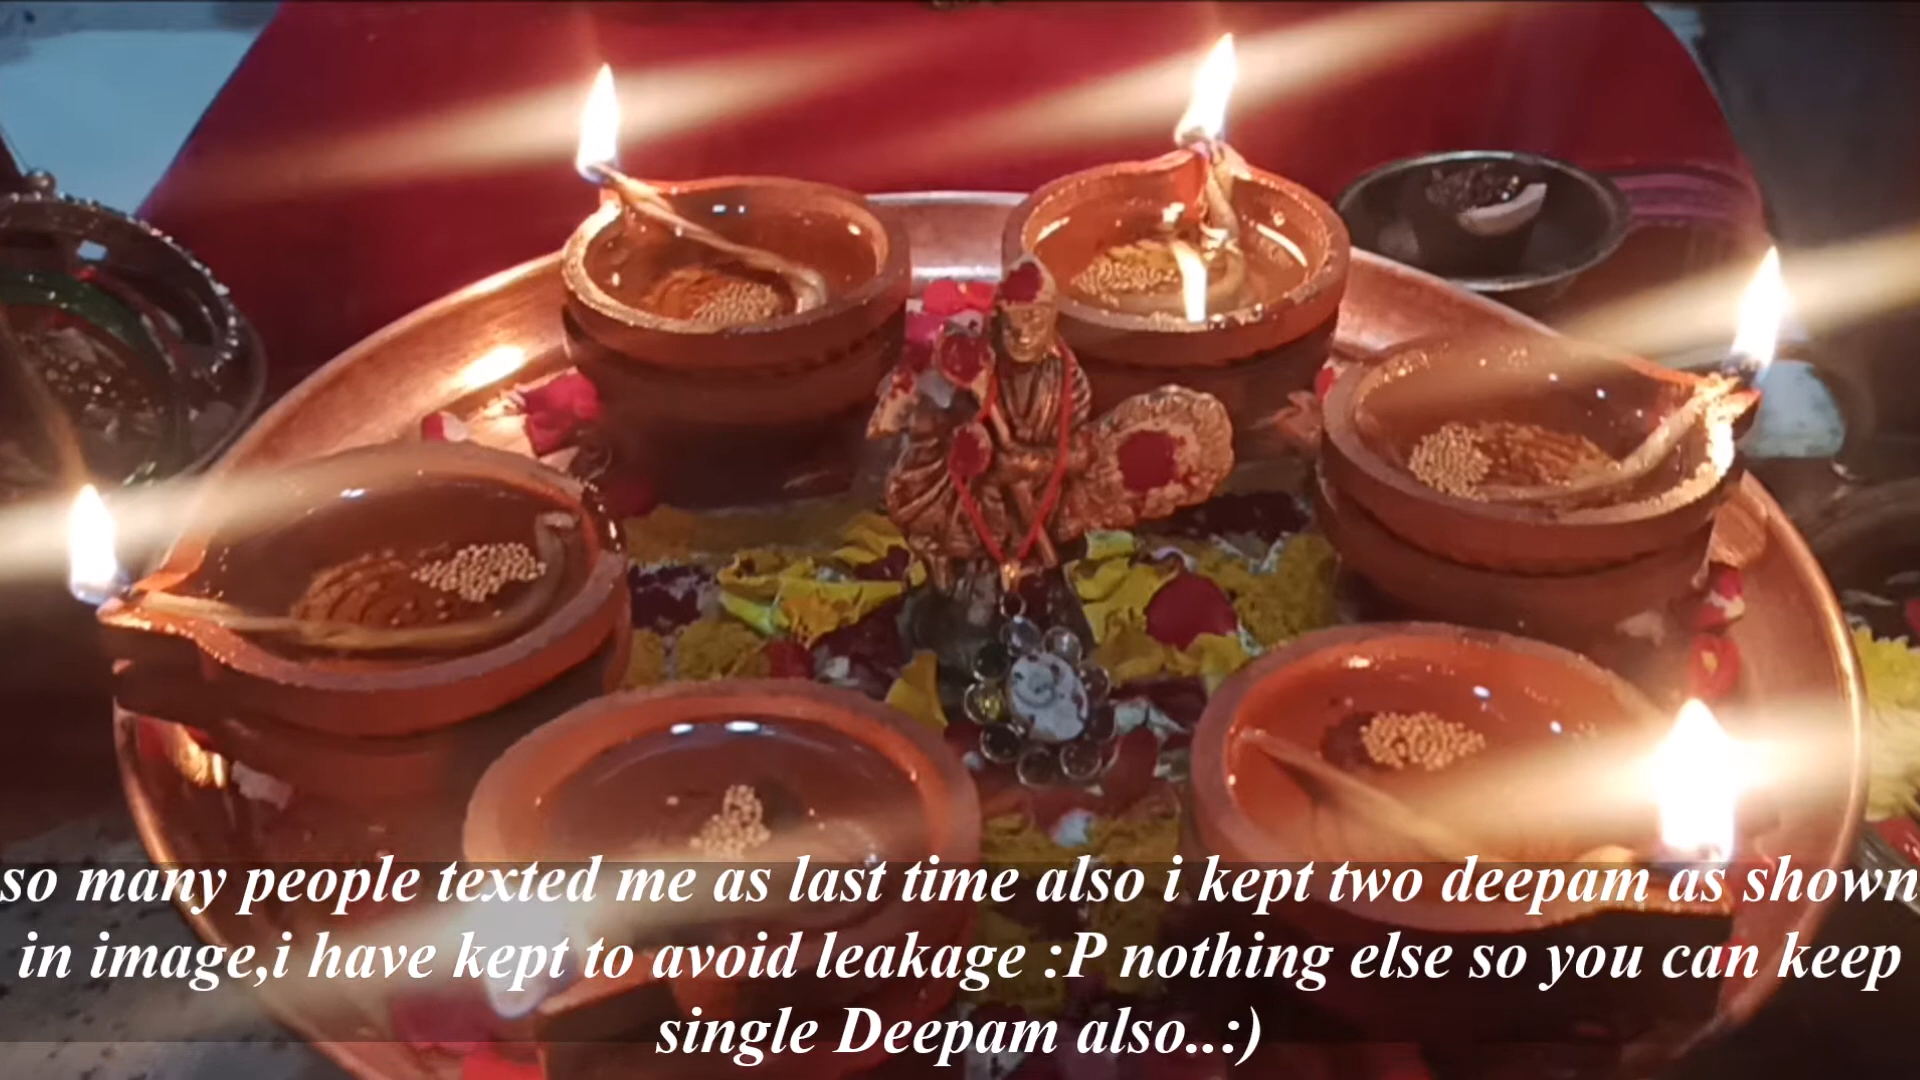 so many people texted me as last time also i kept two deepam as shown
in image,i have kept to avoid leakage :P nothing else so you can keep
single Deepam also..:)